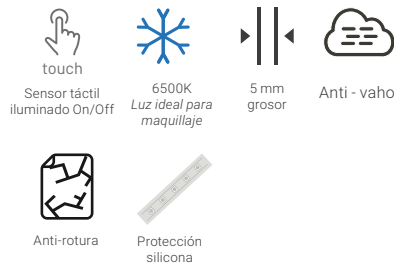 touch
Sensor táctil
iluminado On/Off
6500K
Luz ideal para
maquillaje
5 mm
grosor
Anti - vaho
Anti-rotura
Protección
silicona